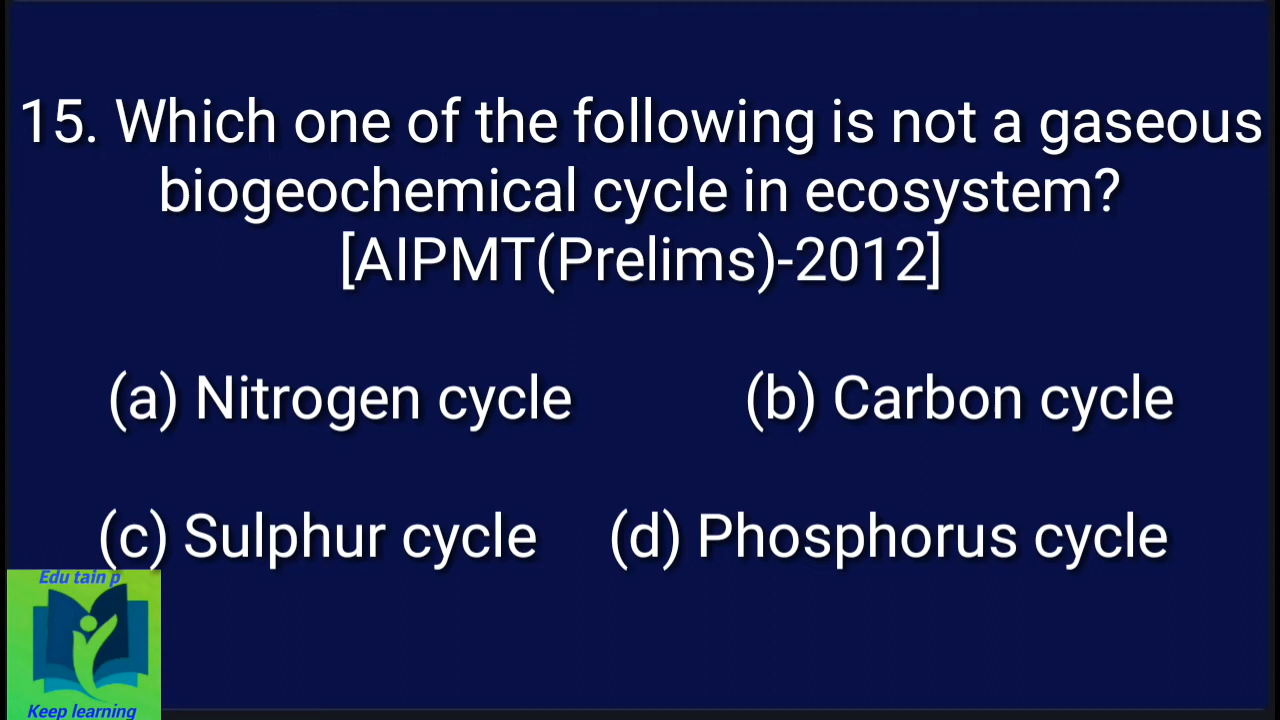 15. Which one of the following is not a gaseous
biogeochemical cycle in ecosystem?
[AIPMT(Prelims)-2012]
(a) Nitrogen cycle (b) Carbon cycle
(c) Sulphur cycle (d) Phosphorus cycle
Edu tain p
Keep learning